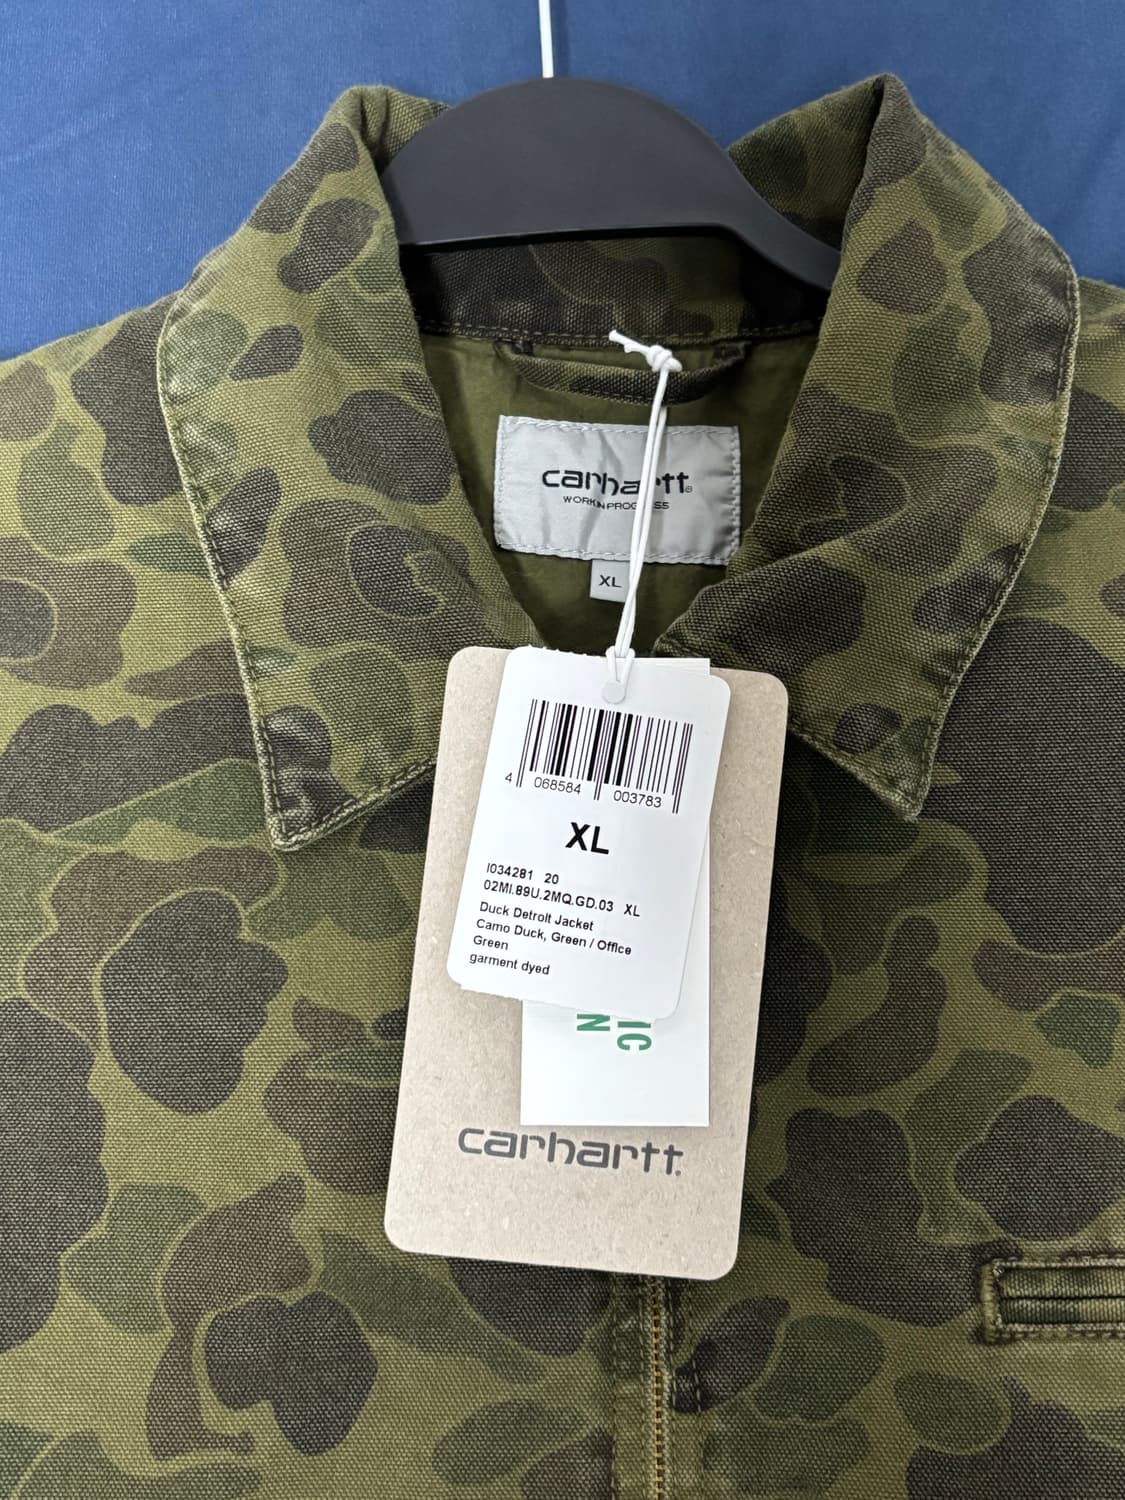 carhartt
WORK IN PROGRESS
XL
4 068584 003783
XL
I034281 20
02MI.89U.2MQ.GD.03 XL
Duck Detroit Jacket
Camo Duck, Green / Office
Green
garment dyed
carhartt